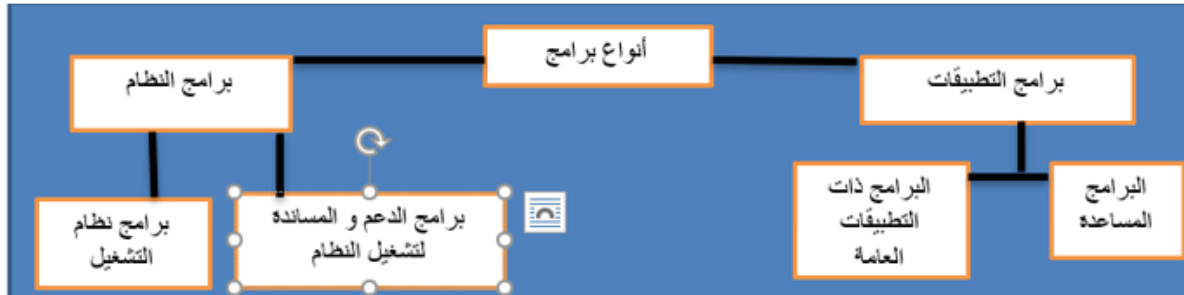 أنواع برامج
برامج التطبيقات
برامج النظام
البرامج
المساعدة
البرامج ذات
التطبيقات
العامة
برامج الدعم و المساندة
لتشغيل النظام
برامج نظام
التشغيل